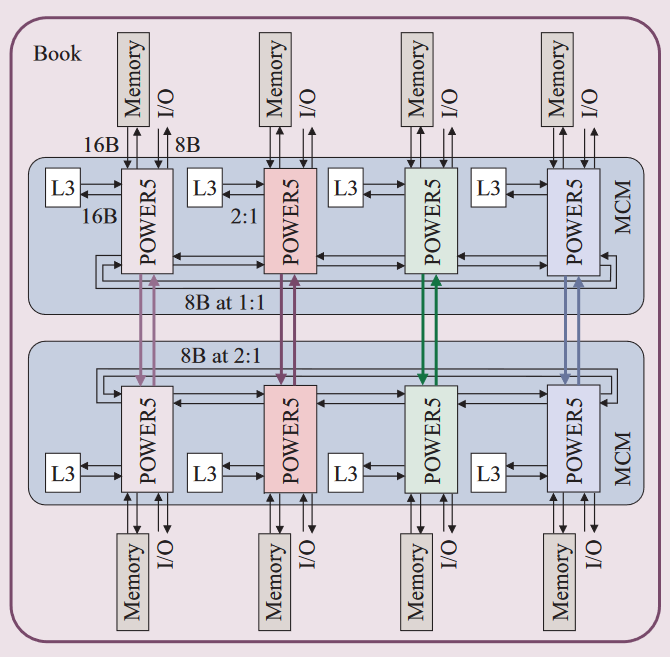 Book
Memory
I/O
Memory
I/O
Memory
I/O
Memory
I/O
16B
8B
L3
16B
POWER5
L3
2:1
POWER5
L3
POWER5
L3
POWER5
MCM
8B at 1:1
8B at 2:1
L3
POWER5
L3
POWER5
L3
POWER5
L3
POWER5
MCM
Memory
I/O
Memory
I/O
Memory
I/O
Memory
I/O